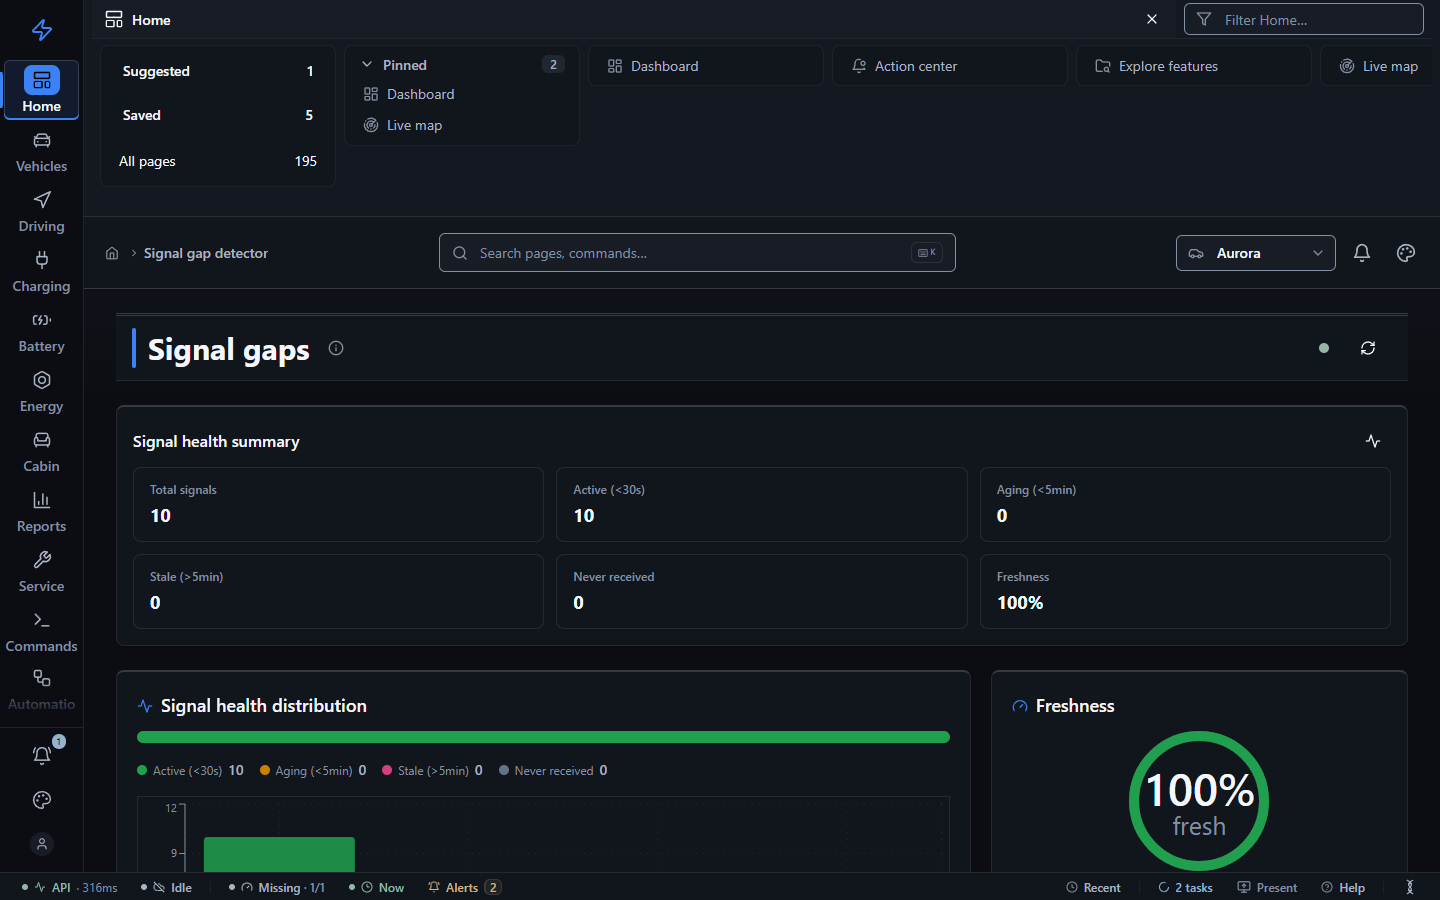 Home
Filter Home...
Home
Vehicles
Driving
Charging
Battery
Energy
Cabin
Reports
Service
Commands
Automatio
1
Suggested 1
Saved 5
All pages 195
Pinned 2
Dashboard
Live map
Dashboard
Action center
Explore features
Live map
Signal gap detector
Search pages, commands...
K
Aurora
Signal gaps
Signal health summary
Total signals
10
Active (<30s)
10
Aging (<5min)
0
Stale (>5min)
0
Never received
0
Freshness
100%
Signal health distribution
Active (<30s) 10 Aging (<5min) 0 Stale (>5min) 0 Never received 0
12
9
Freshness
100%
fresh
API · 316ms
Idle
Missing · 1/1
Now
Alerts 2
Recent
2 tasks
Present
Help